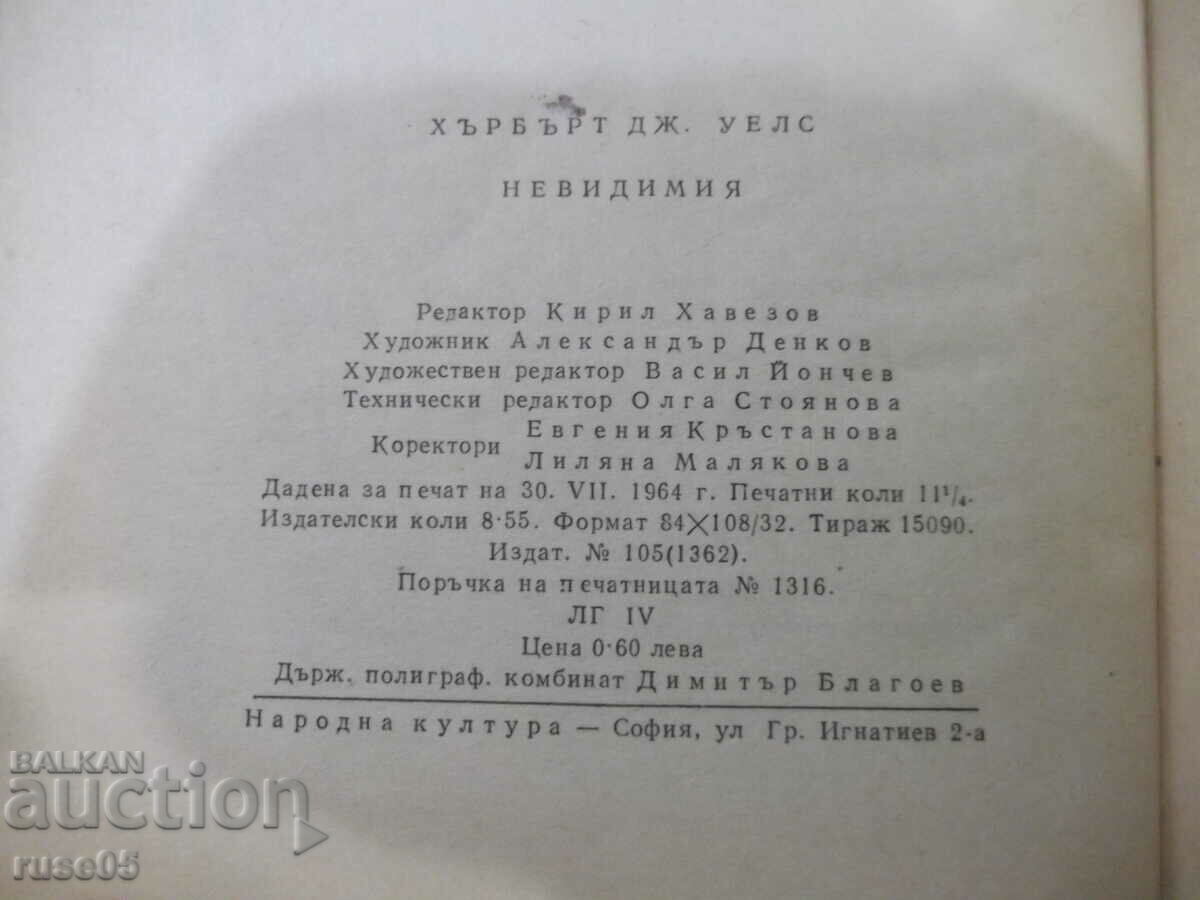 ХЪРБЪРТ ДЖ. УЕЛС
НЕВИДИМИЯ
Редактор Кирил Хавезов
Художник Александър Денков
Художествен редактор Васил Йончев
Технически редактор Олга Стоянова
Коректори Евгения Кръстанова
Лиляна Малякова
Дадена за печат на 30. VII. 1964 г. Печатни коли 11¹/₄.
Издателски коли 8·55. Формат 84×108/32. Тираж 15090.
Издат. № 105(1362).
Поръчка на печатницата № 1316.
ЛГ IV
Цена 0·60 лева
Държ. полиграф. комбинат Димитър Благоев
Народна култура — София, ул Гр. Игнатиев 2-а
BALKAN
auction
ruse05